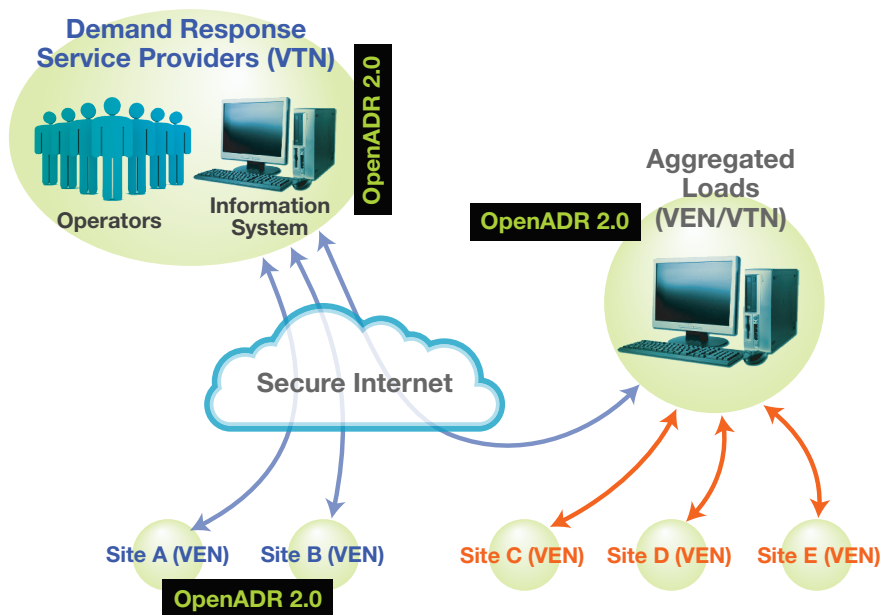 Demand Response
Service Providers (VTN)
OpenADR 2.0
Operators
Information
System
Aggregated
Loads
(VEN/VTN)
OpenADR 2.0
Secure Internet
Site A (VEN)
Site B (VEN)
Site C (VEN)
Site D (VEN)
Site E (VEN)
OpenADR 2.0